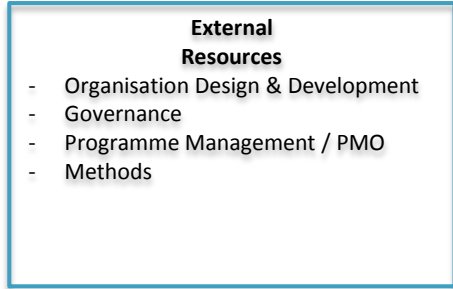 External
Resources
- Organisation Design & Development
- Governance
- Programme Management / PMO
- Methods